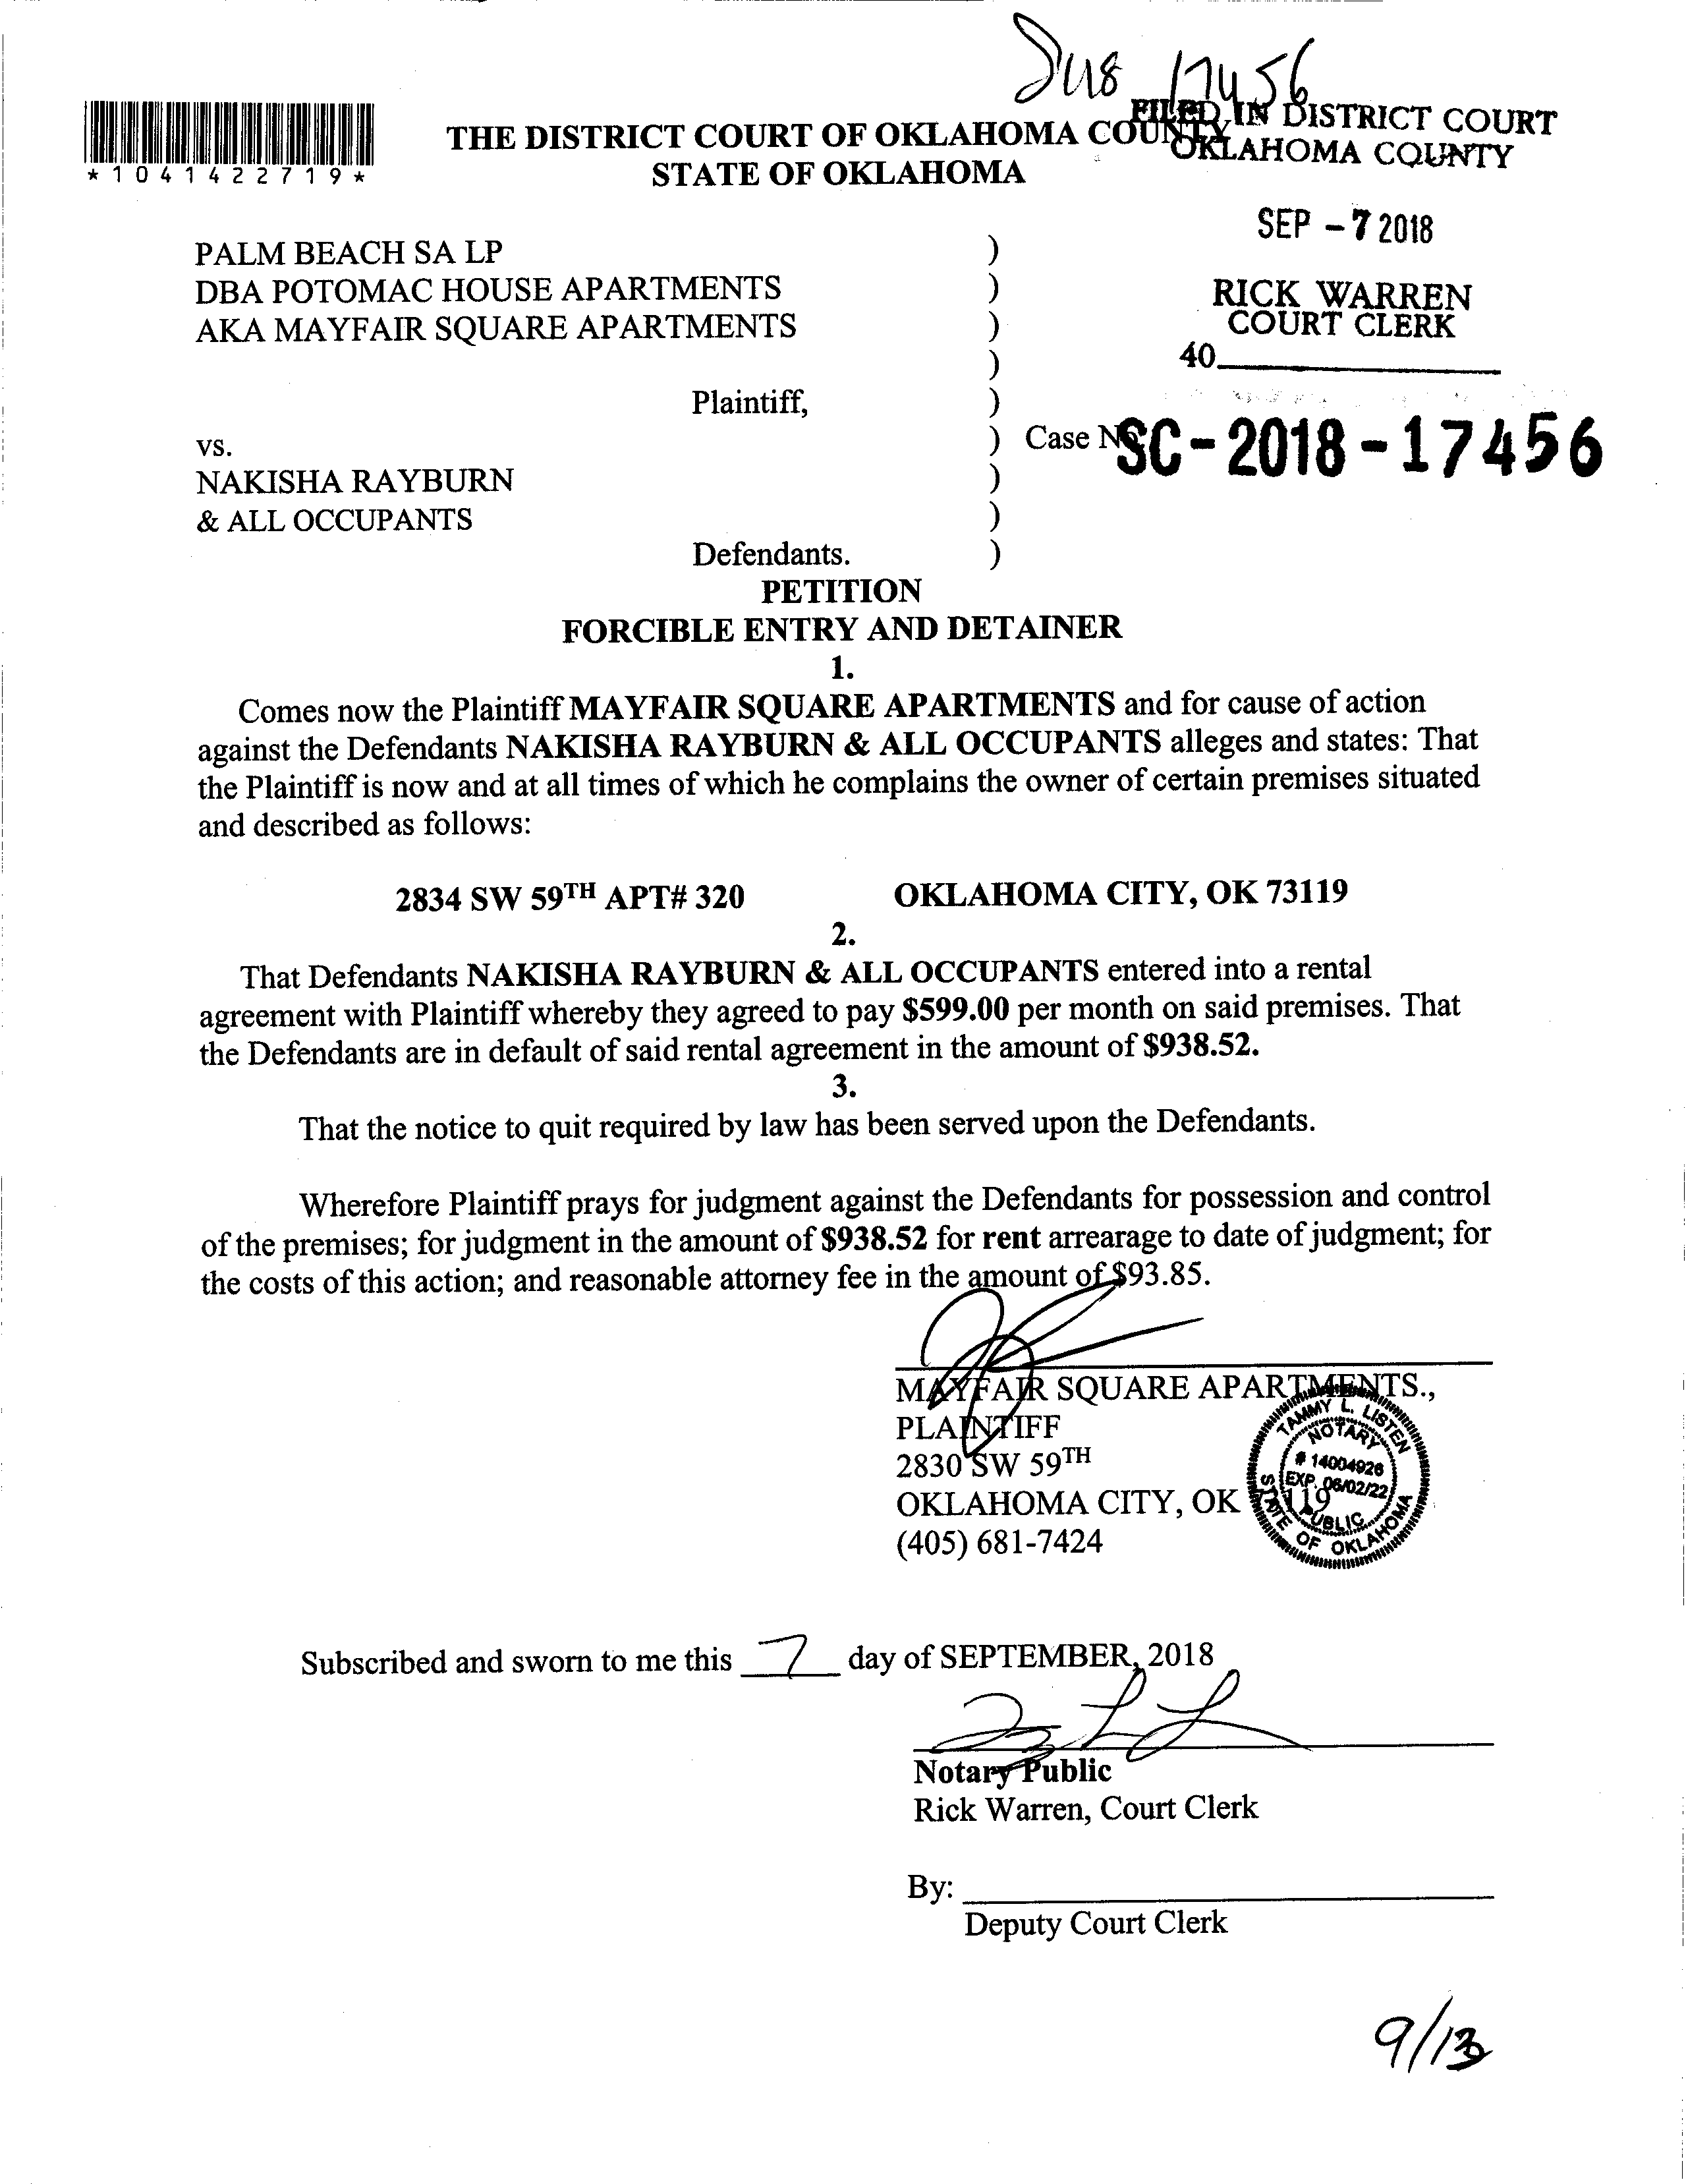 17456
FILED IN DISTRICT COURT
OKLAHOMA COUNTY
THE DISTRICT COURT OF OKLAHOMA COUNTY
STATE OF OKLAHOMA
*1041422719*
SEP - 7 2018
PALM BEACH SA LP )
DBA POTOMAC HOUSE APARTMENTS )
AKA MAYFAIR SQUARE APARTMENTS )
)
RICK WARREN
COURT CLERK
40
Plaintiff, )
vs. ) Case No. SC-2018-17456
NAKISHA RAYBURN )
& ALL OCCUPANTS )
Defendants. )
PETITION
FORCIBLE ENTRY AND DETAINER
1.
Comes now the Plaintiff MAYFAIR SQUARE APARTMENTS and for cause of action
against the Defendants NAKISHA RAYBURN & ALL OCCUPANTS alleges and states: That
the Plaintiff is now and at all times of which he complains the owner of certain premises situated
and described as follows:
2834 SW 59TH APT# 320 OKLAHOMA CITY, OK 73119
2.
That Defendants NAKISHA RAYBURN & ALL OCCUPANTS entered into a rental
agreement with Plaintiff whereby they agreed to pay $599.00 per month on said premises. That
the Defendants are in default of said rental agreement in the amount of $938.52.
3.
That the notice to quit required by law has been served upon the Defendants.
Wherefore Plaintiff prays for judgment against the Defendants for possession and control
of the premises; for judgment in the amount of $938.52 for rent arrearage to date of judgment; for
the costs of this action; and reasonable attorney fee in the amount of $93.85.
MAYFAIR SQUARE APARTMENTS.,
PLAINTIFF
2830 SW 59TH
OKLAHOMA CITY, OK 73119
(405) 681-7424
TAMMY L. LISTEN
NOTARY
# 14004926
EXP. 06/02/22
PUBLIC
STATE OF OKLAHOMA
Subscribed and sworn to me this 7 day of SEPTEMBER, 2018
Notary Public
Rick Warren, Court Clerk
By:
Deputy Court Clerk
9/13